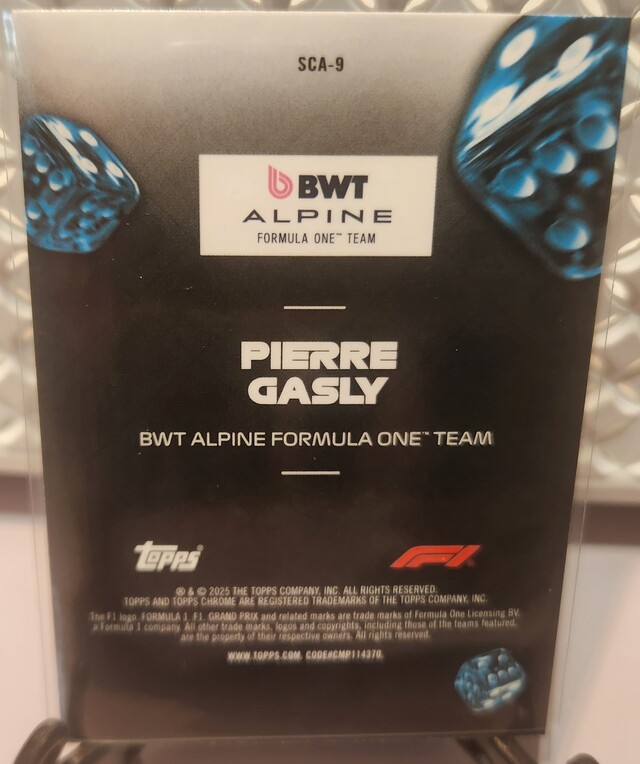 SCA-9
BWT
ALPINE
FORMULA ONE™ TEAM
PIERRE
GASLY
BWT ALPINE FORMULA ONE™ TEAM
topps®
F1
® & © 2025 THE TOPPS COMPANY, INC. ALL RIGHTS RESERVED.
TOPPS AND TOPPS CHROME ARE REGISTERED TRADEMARKS OF THE TOPPS COMPANY, INC.
The F1 logo, FORMULA 1, F1, GRAND PRIX and related marks are trade marks of Formula One Licensing BV,
a Formula 1 company. All other trade marks, logos and copyrights, including those of the teams featured,
are the property of their respective owners. All rights reserved.
WWW.TOPPS.COM. CODE#CMP114370